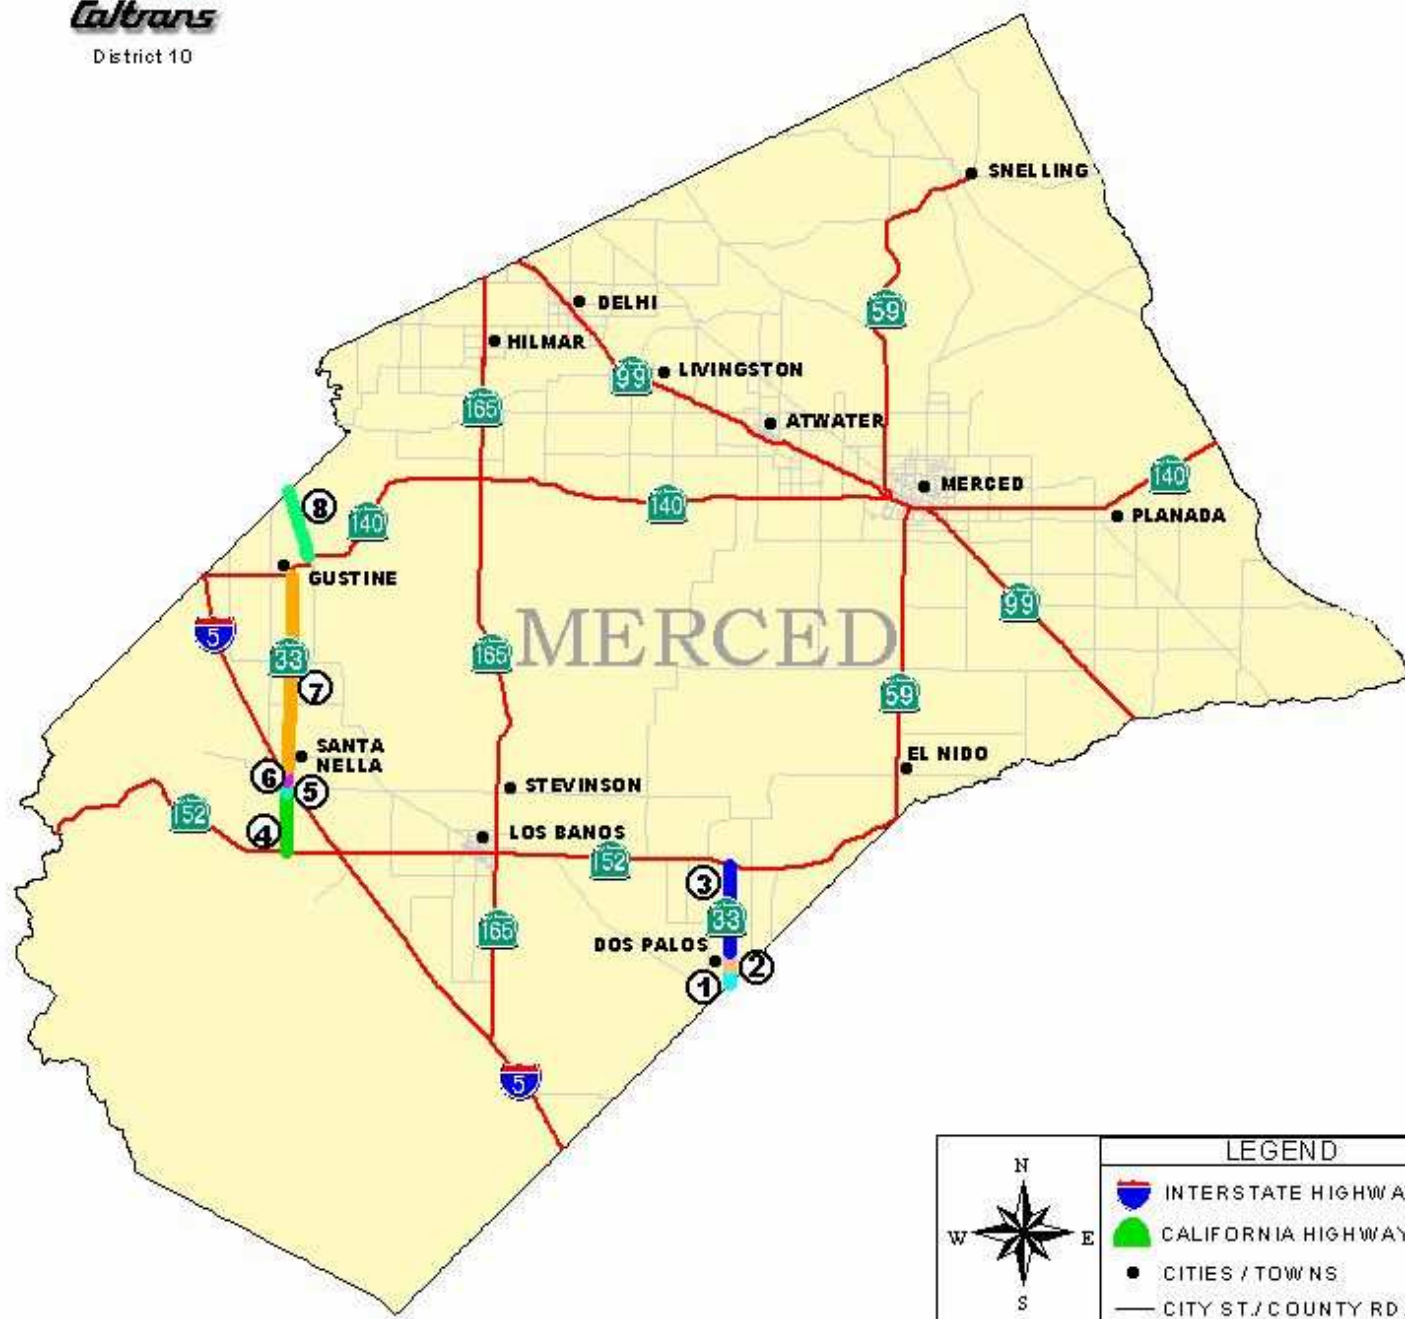 Caltrans
District 10
SNELLING
59
DELHI
HILMAR
99
LIVINGSTON
165
ATWATER
MERCED
140
PLANADA
8
140
140
GUSTINE
99
5
33
165
MERCED
7
59
SANTA
NELLA
EL NIDO
6
5
STEVINSON
152
4
LOS BANOS
152
3
33
165
DOS PALOS
2
1
5
LEGEND
N
W
E
S
INTERSTATE HIGHWA
CALIFORNIA HIGHWAY
CITIES / TOWNS
CITY ST./COUNTY RD